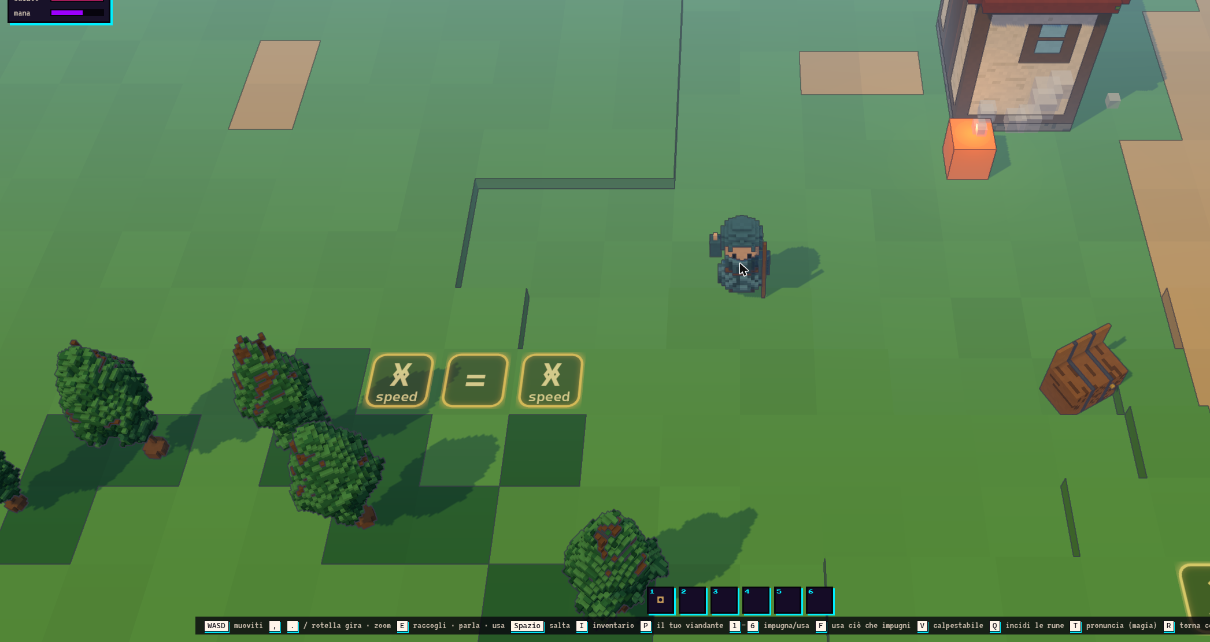 mana
X = X
speed speed
1 2 3 4 5 6
WASD muoviti , . / rotella gira · zoom E raccogli · parla · usa Spazio salta I inventario P il tuo viandante 1 - 6 impugna/usa F usa ciò che impugni V calpestabile Q incidi le rune T pronuncia (magia) R torna